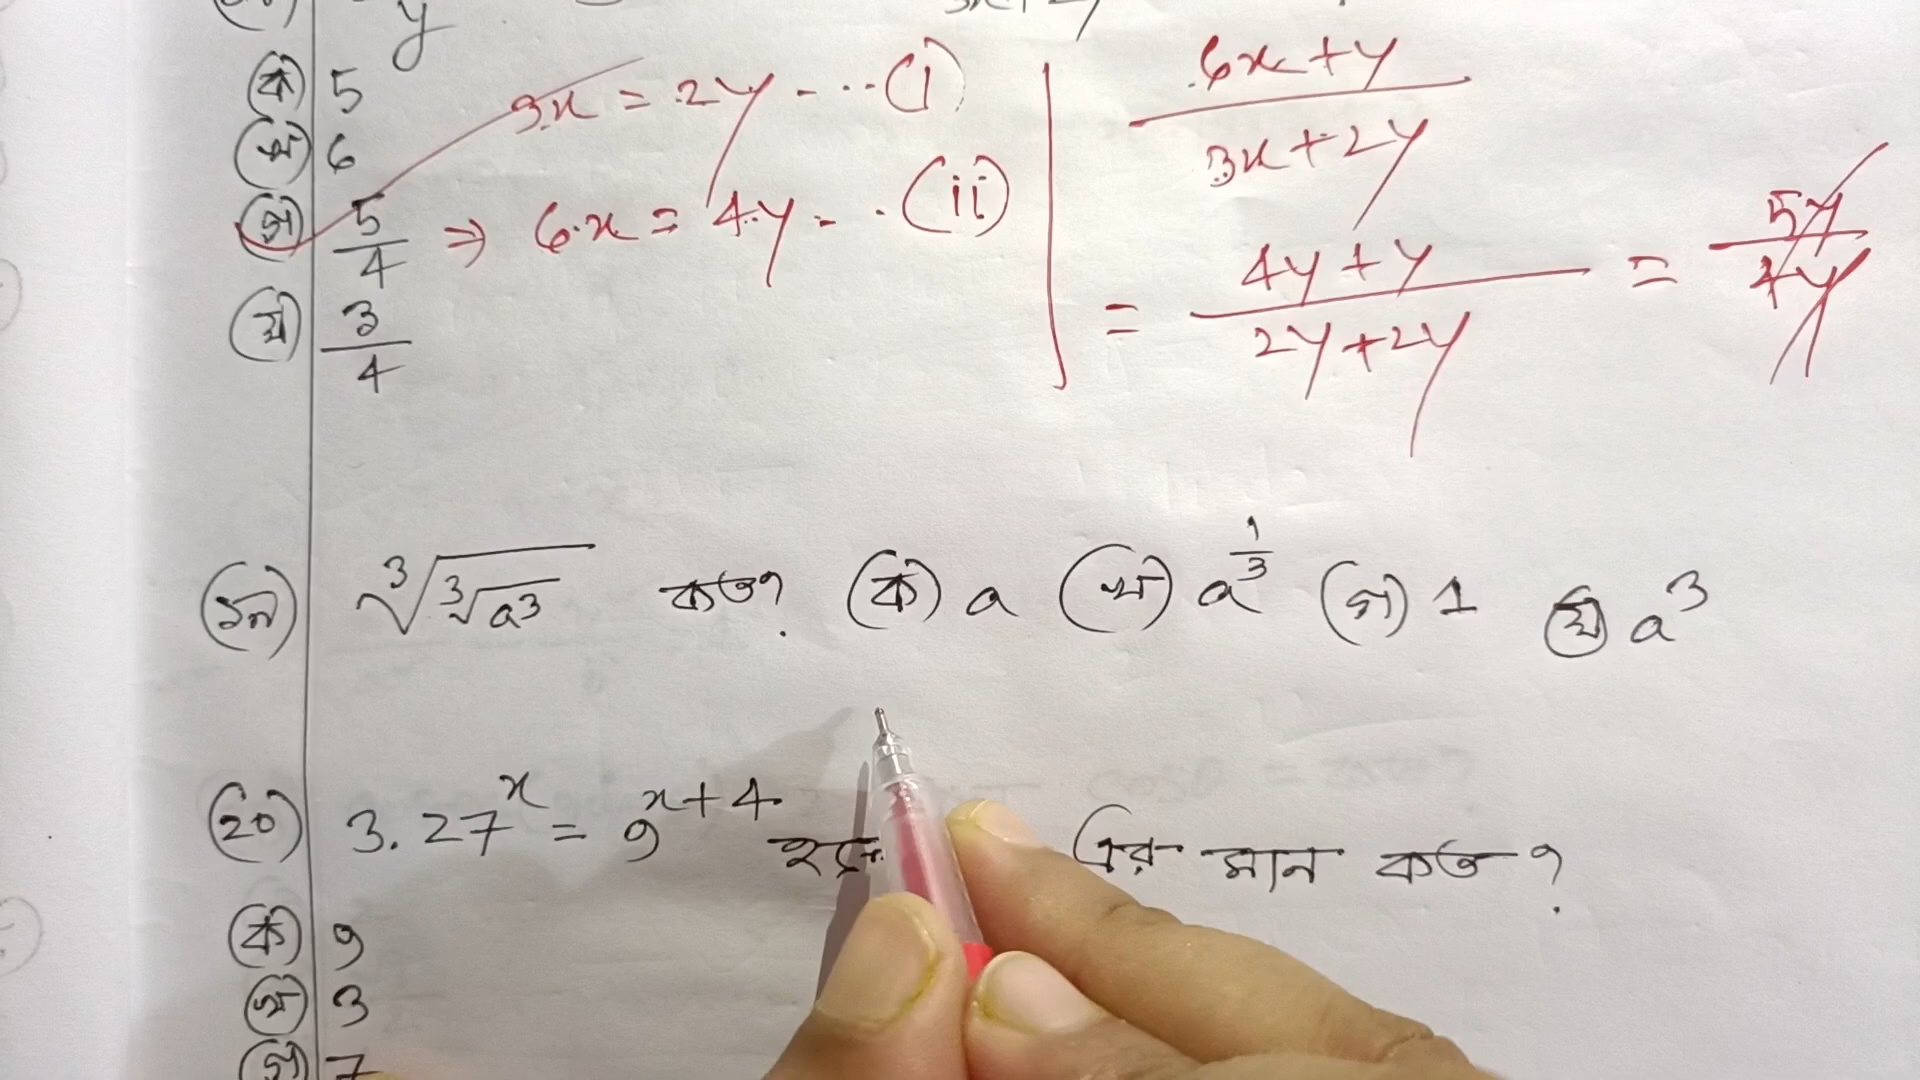 y
(ক) 5
(খ) 6
(গ) 5/4
(ঘ) 3/4
3x = 2y - ... (i)
⇒ 6x = 4y - . (ii)
6x+y / 3x+2y
= 4y+y / 2y+2y = 5y / 4y
(১৯) ∛(∛(a³)) কত? (ক) a (খ) a^(1/3) (গ) 1 (ঘ) a³
(20) 3. 27^x = 9^(x+4) এর মান কত?
(ক) 9
(খ) 3
(গ) 7